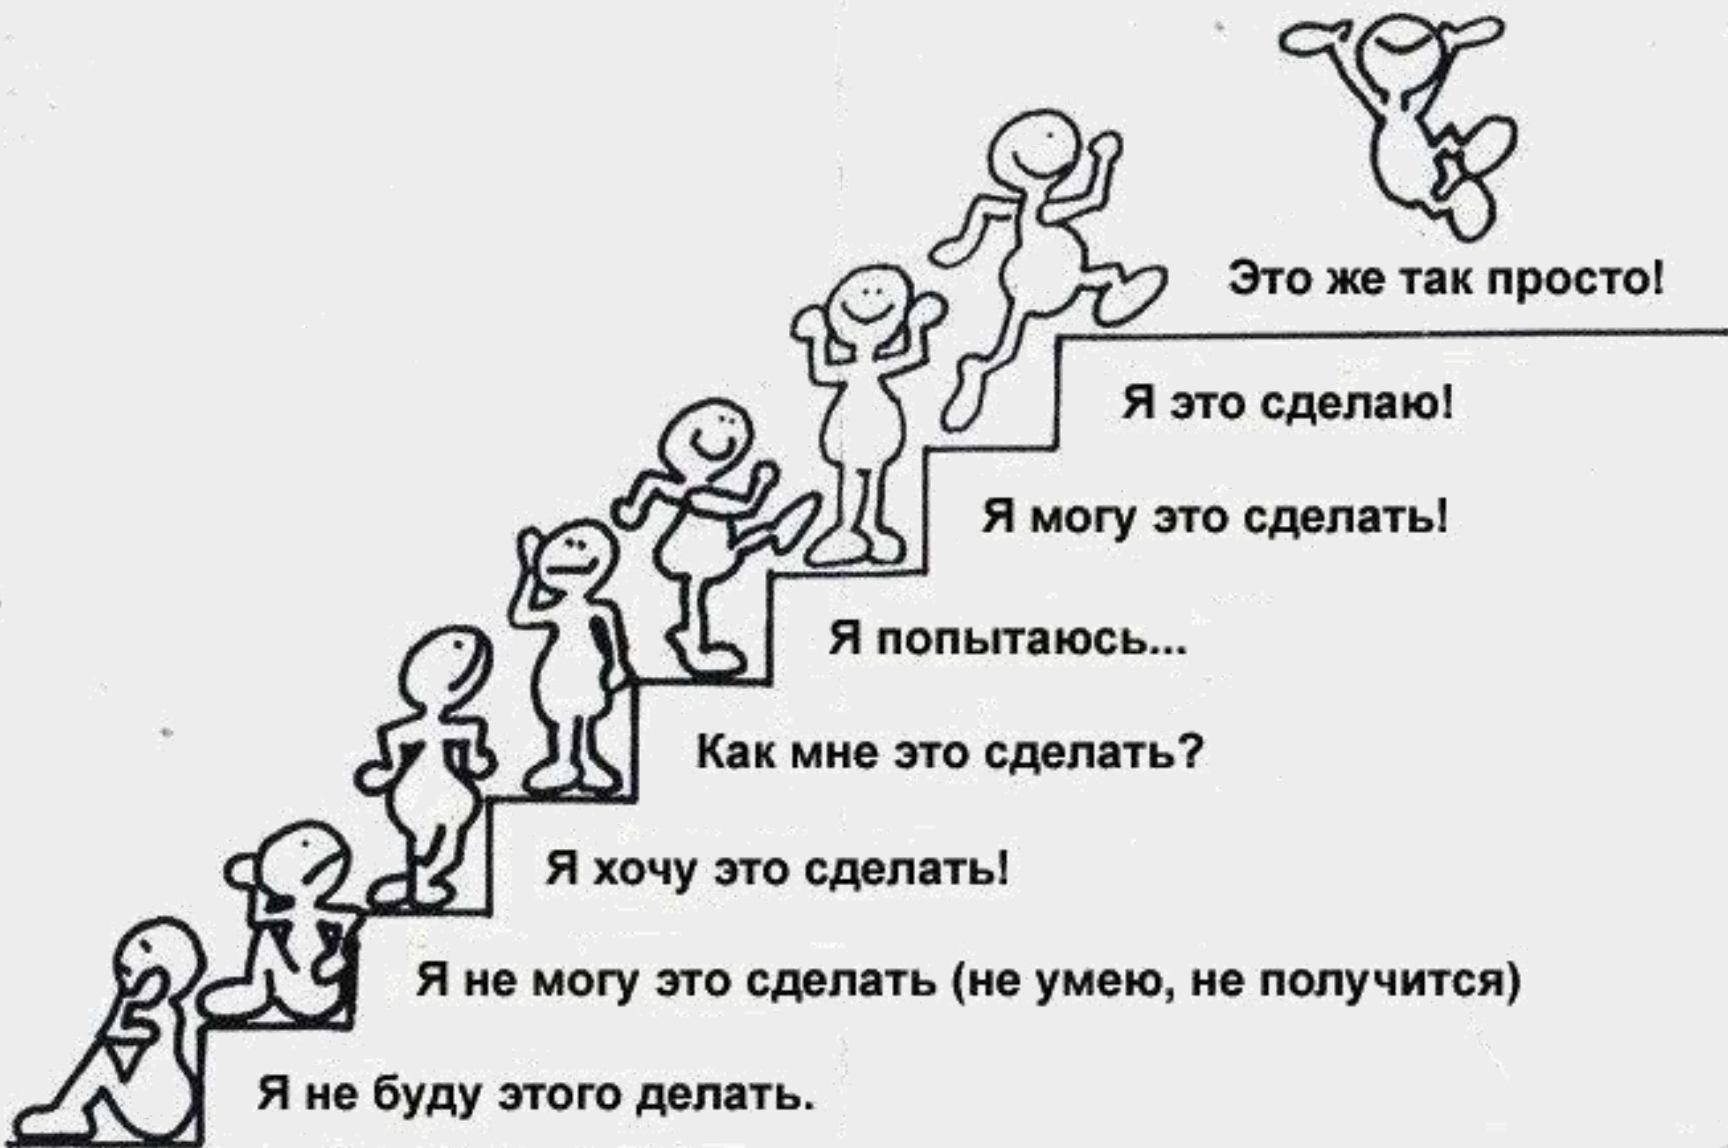 Это же так просто!
Я это сделаю!
Я могу это сделать!
Я попытаюсь...
Как мне это сделать?
Я хочу это сделать!
Я не могу это сделать (не умею, не получится)
Я не буду этого делать.